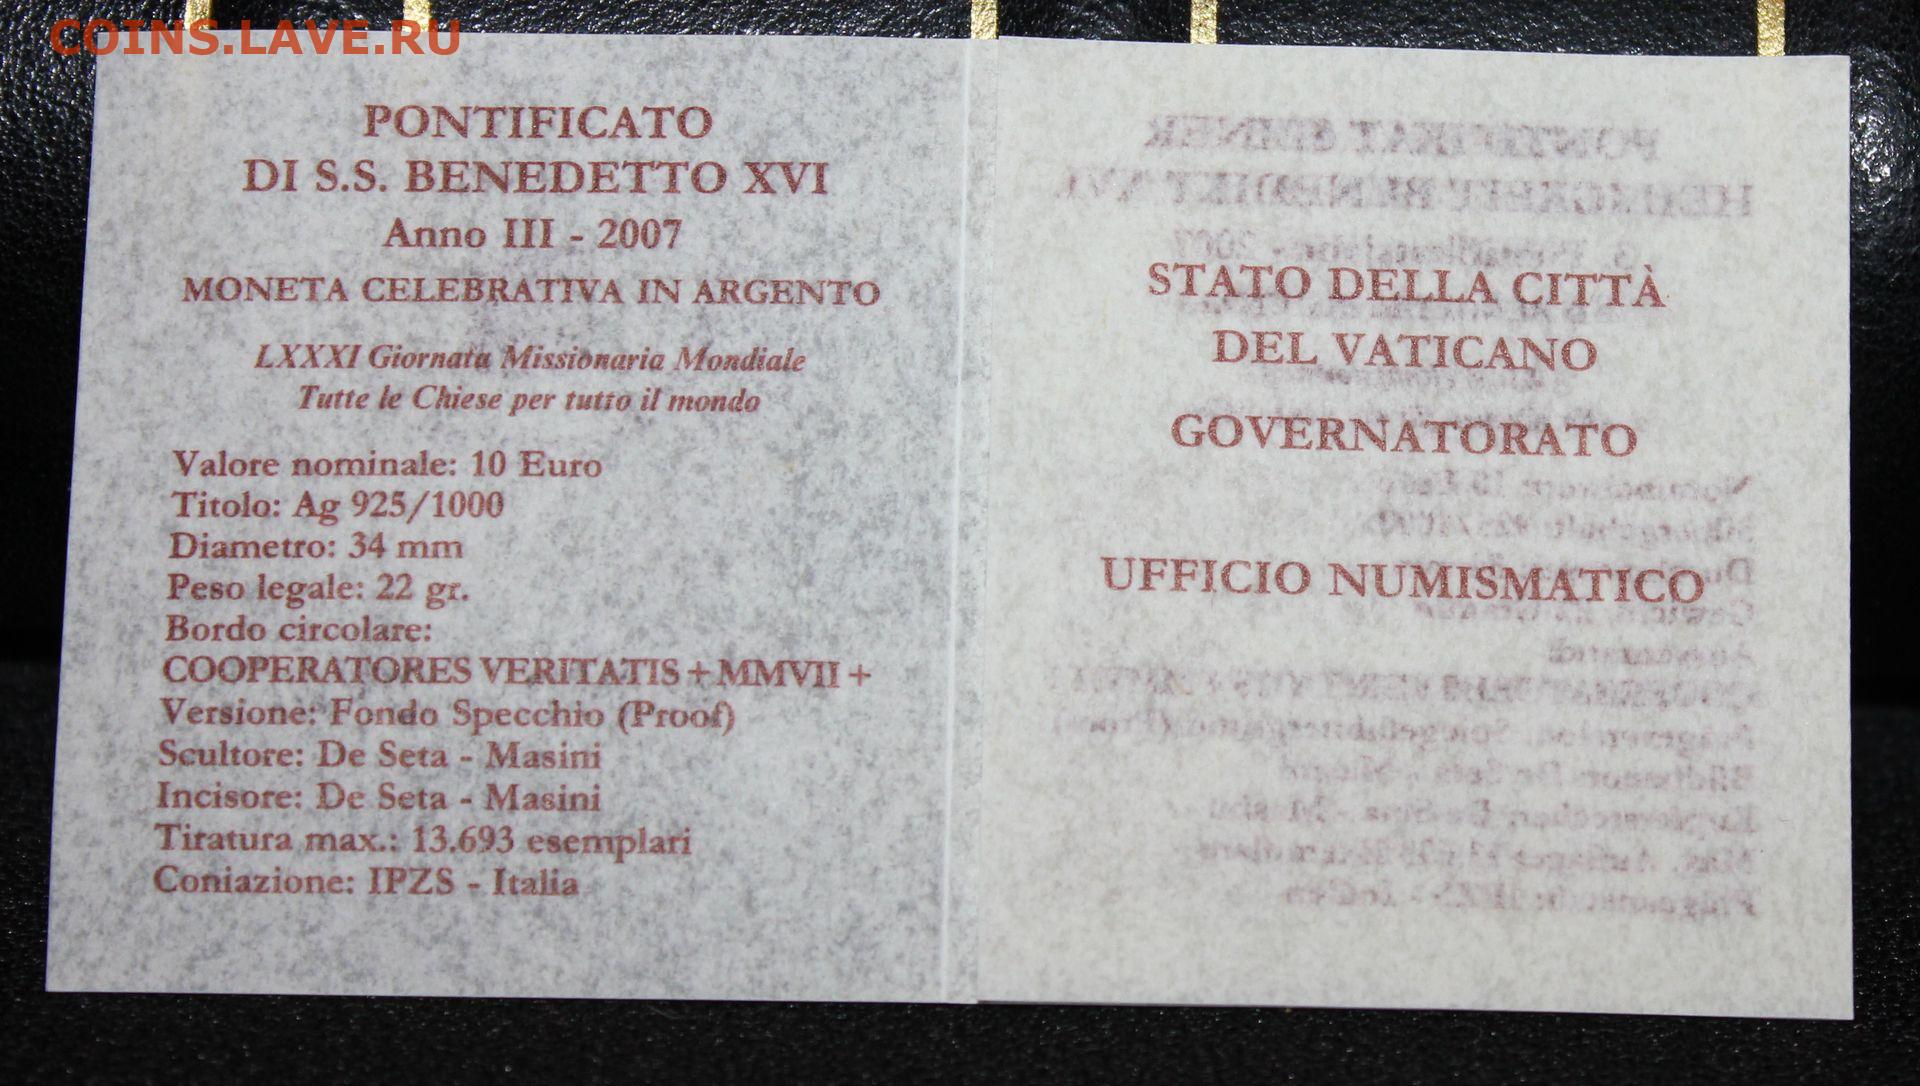 COINS.LAVE.RU
PONTIFICATO
DI S.S. BENEDETTO XVI
Anno III - 2007
MONETA CELEBRATIVA IN ARGENTO
LXXXI Giornata Missionaria Mondiale
Tutte le Chiese per tutto il mondo
Valore nominale: 10 Euro
Titolo: Ag 925/1000
Diametro: 34 mm
Peso legale: 22 gr.
Bordo circolare:
COOPERATORES VERITATIS + MMVII +
Versione: Fondo Specchio (Proof)
Scultore: De Seta - Masini
Incisore: De Seta - Masini
Tiratura max.: 13.693 esemplari
Coniazione: IPZS - Italia
STATO DELLA CITTÀ
DEL VATICANO
GOVERNATORATO
UFFICIO NUMISMATICO